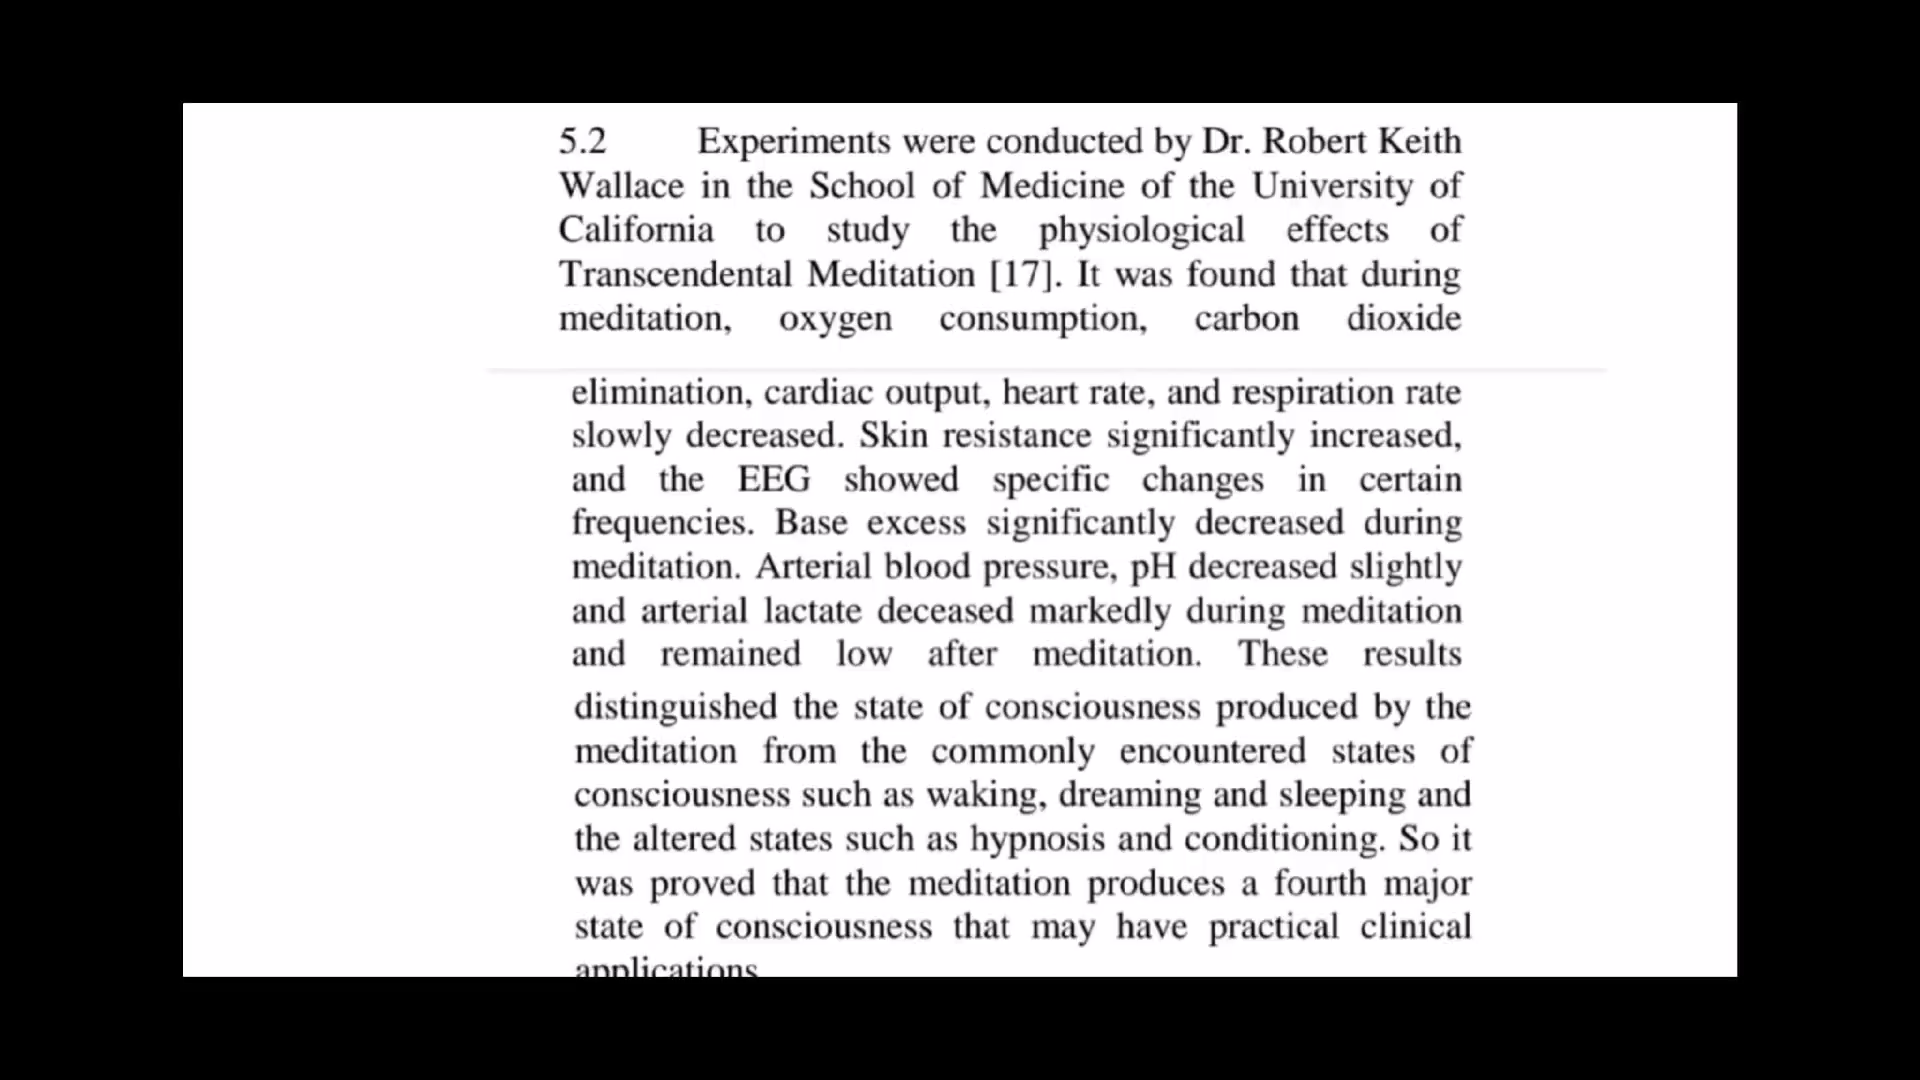 5.2 Experiments were conducted by Dr. Robert Keith
Wallace in the School of Medicine of the University of
California to study the physiological effects of
Transcendental Meditation [17]. It was found that during
meditation, oxygen consumption, carbon dioxide
elimination, cardiac output, heart rate, and respiration rate
slowly decreased. Skin resistance significantly increased,
and the EEG showed specific changes in certain
frequencies. Base excess significantly decreased during
meditation. Arterial blood pressure, pH decreased slightly
and arterial lactate deceased markedly during meditation
and remained low after meditation. These results
distinguished the state of consciousness produced by the
meditation from the commonly encountered states of
consciousness such as waking, dreaming and sleeping and
the altered states such as hypnosis and conditioning. So it
was proved that the meditation produces a fourth major
state of consciousness that may have practical clinical
applications